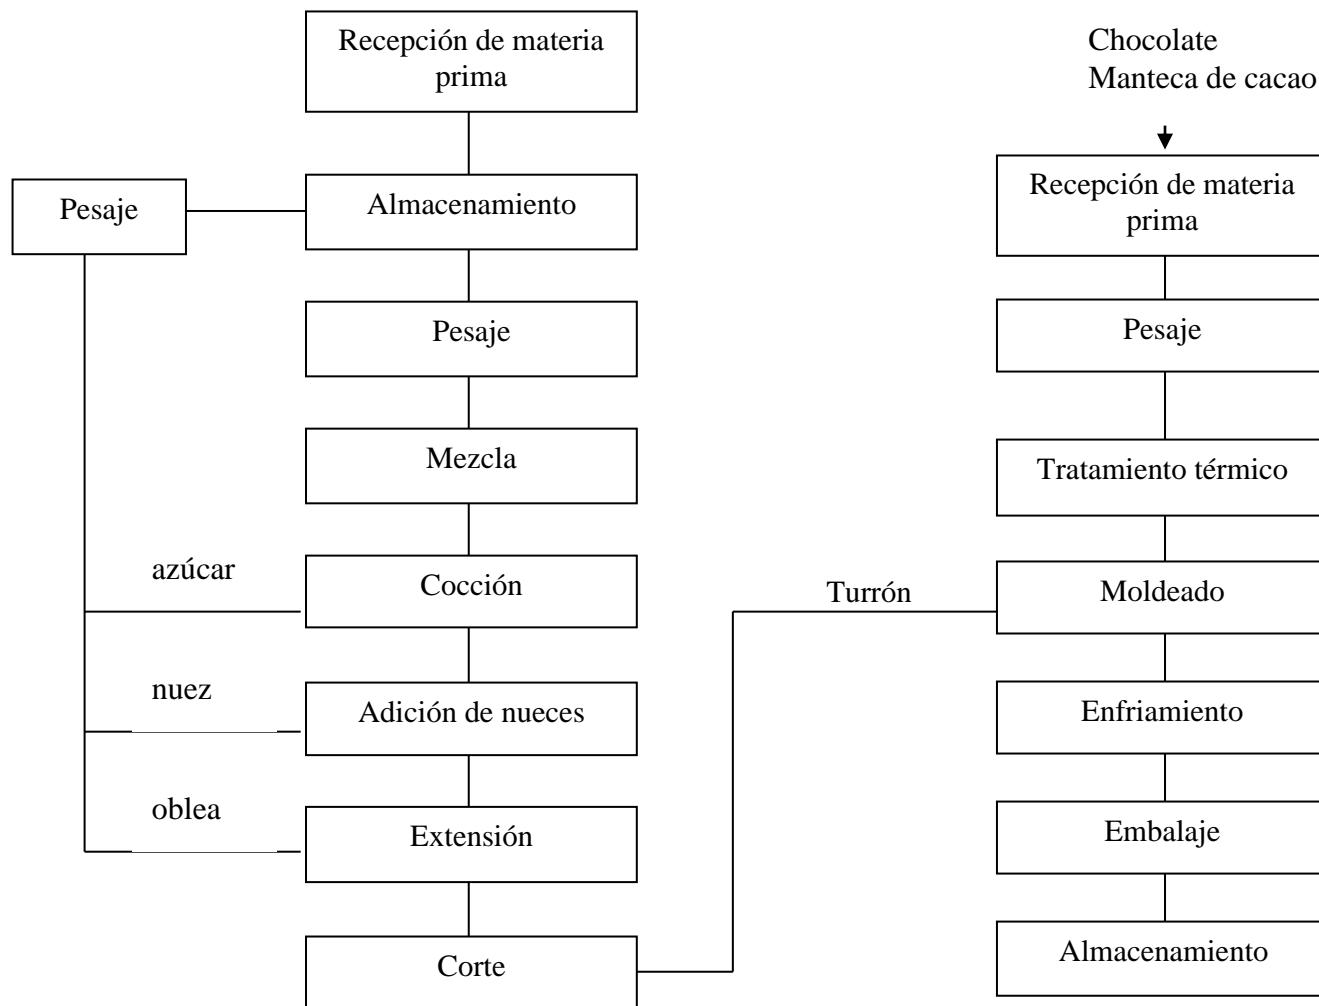 Recepción de materia
prima
Almacenamiento
Pesaje
Pesaje
Mezcla
azúcar
Cocción
nuez
Adición de nueces
oblea
Extensión
Corte
Turrón
Chocolate
Manteca de cacao
Recepción de materia
prima
Pesaje
Tratamiento térmico
Moldeado
Enfriamiento
Embalaje
Almacenamiento